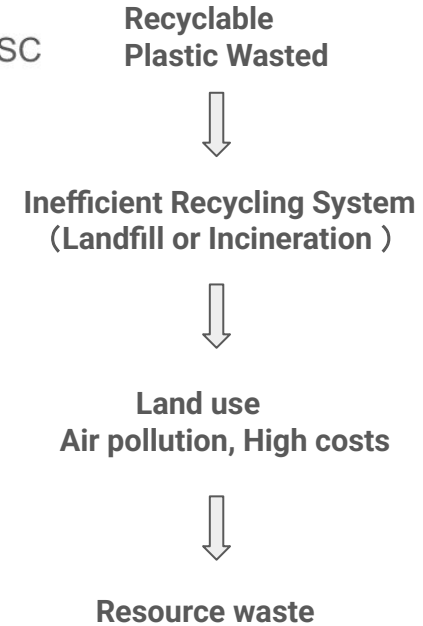 Recyclable
SC
Plastic Wasted
Inefficient Recycling System
（Landfill or Incineration ）
Land use
Air pollution, High costs
Resource waste